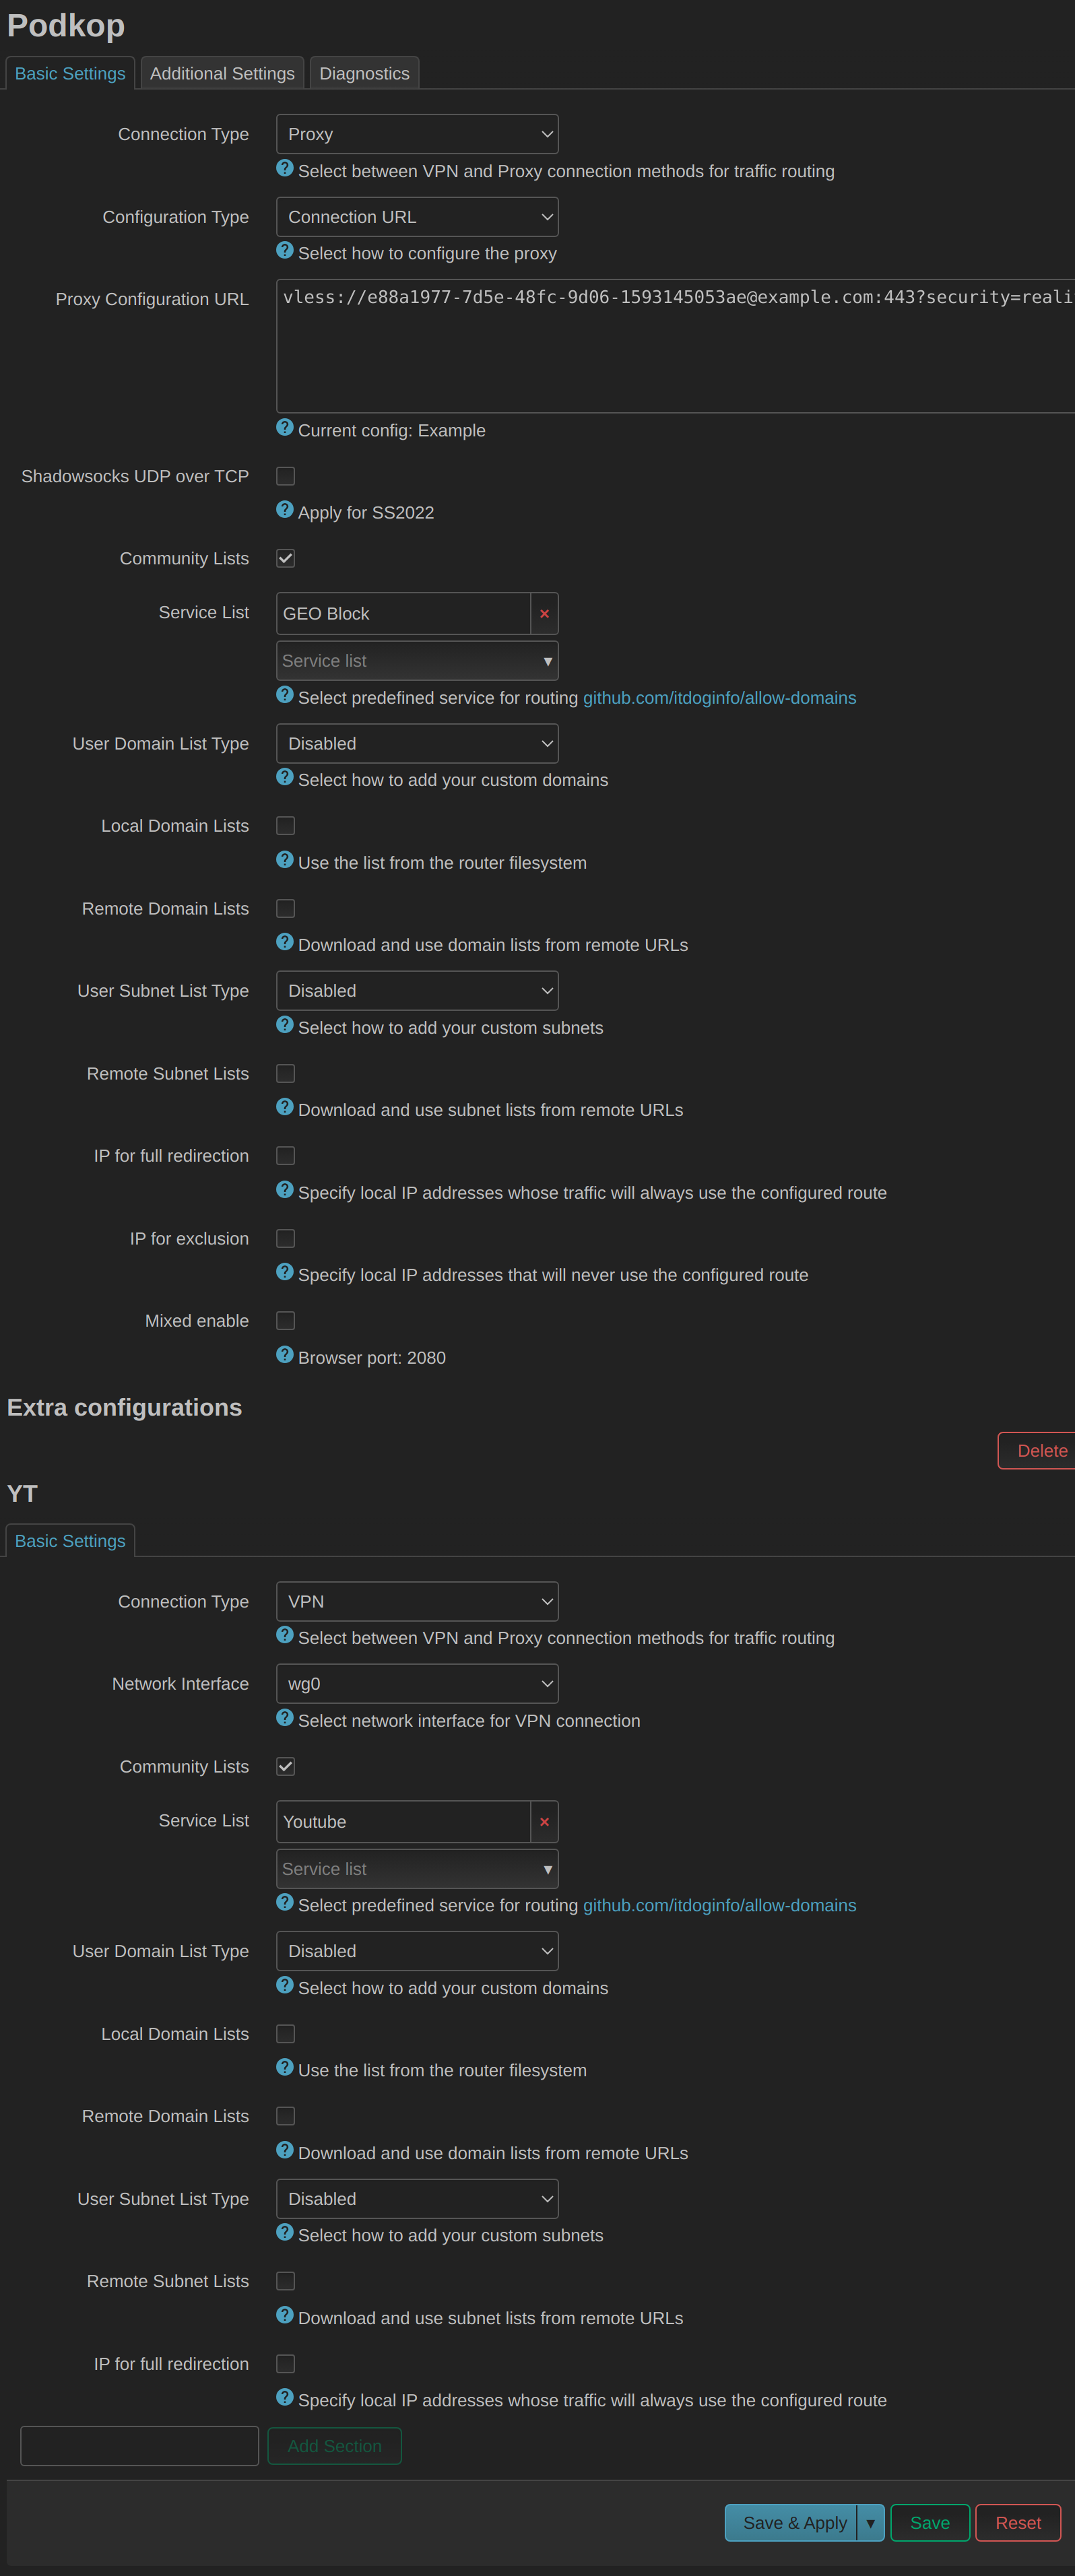 Podkop
Basic Settings Additional Settings Diagnostics
Connection Type Proxy
Select between VPN and Proxy connection methods for traffic routing
Configuration Type Connection URL
Select how to configure the proxy
Proxy Configuration URL vless://e88a1977-7d5e-48fc-9d06-1593145053ae@example.com:443?security=reali
Current config: Example
Shadowsocks UDP over TCP
Apply for SS2022
Community Lists
Service List GEO Block ×
Service list ▾
Select predefined service for routing github.com/itdoginfo/allow-domains
User Domain List Type Disabled
Select how to add your custom domains
Local Domain Lists
Use the list from the router filesystem
Remote Domain Lists
Download and use domain lists from remote URLs
User Subnet List Type Disabled
Select how to add your custom subnets
Remote Subnet Lists
Download and use subnet lists from remote URLs
IP for full redirection
Specify local IP addresses whose traffic will always use the configured route
IP for exclusion
Specify local IP addresses that will never use the configured route
Mixed enable
Browser port: 2080
Extra configurations
Delete
YT
Basic Settings
Connection Type VPN
Select between VPN and Proxy connection methods for traffic routing
Network Interface wg0
Select network interface for VPN connection
Community Lists
Service List Youtube ×
Service list ▾
Select predefined service for routing github.com/itdoginfo/allow-domains
User Domain List Type Disabled
Select how to add your custom domains
Local Domain Lists
Use the list from the router filesystem
Remote Domain Lists
Download and use domain lists from remote URLs
User Subnet List Type Disabled
Select how to add your custom subnets
Remote Subnet Lists
Download and use subnet lists from remote URLs
IP for full redirection
Specify local IP addresses whose traffic will always use the configured route
Add Section
Save & Apply ▾ Save Reset